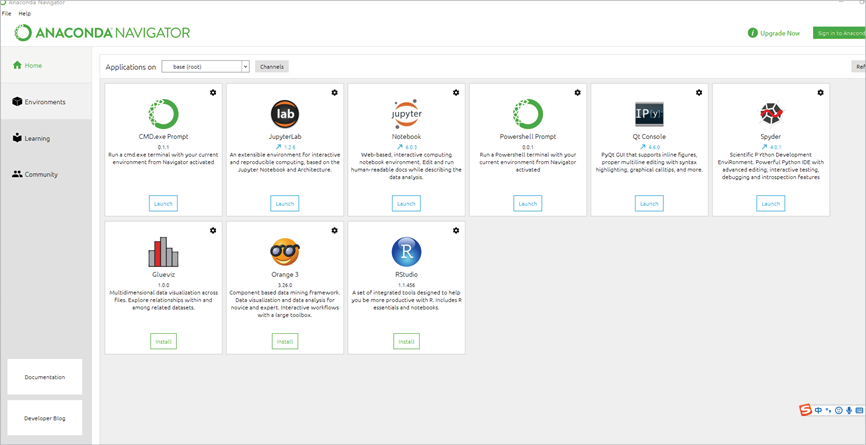 Anaconda Navigator
File Help
ANACONDA NAVIGATOR
Upgrade Now
Sign in to Anacond
Home
Environments
Learning
Community
Documentation
Developer Blog
Applications on base (root) Channels
Ref
CMD.exe Prompt
0.1.1
Run a cmd.exe terminal with your current
environment from Navigator activated
Launch
JupyterLab
1.2.6
An extensible environment for interactive
and reproducible computing, based on the
Jupyter Notebook and Architecture.
Launch
Notebook
6.0.3
Web-based, interactive computing
notebook environment. Edit and run
human-readable docs while describing the
data analysis.
Launch
Powershell Prompt
0.0.1
Run a Powershell terminal with your
current environment from Navigator
activated
Launch
IP[y]:
Qt Console
4.6.0
PyQt GUI that supports inline figures,
proper multiline editing with syntax
highlighting, graphical calltips, and more.
Launch
Spyder
4.0.1
Scientific PYthon Development
EnviRonment. Powerful Python IDE with
advanced editing, interactive testing,
debugging and introspection features
Launch
Glueviz
1.0.0
Multidimensional data visualization across
files. Explore relationships within and
among related datasets.
Install
Orange 3
3.26.0
Component based data mining framework.
Data visualization and data analysis for
novice and expert. Interactive workflows
with a large toolbox.
Install
RStudio
1.1.456
A set of integrated tools designed to help
you be more productive with R. Includes R
essentials and notebooks.
Install
lab
jupyter
R
S
中